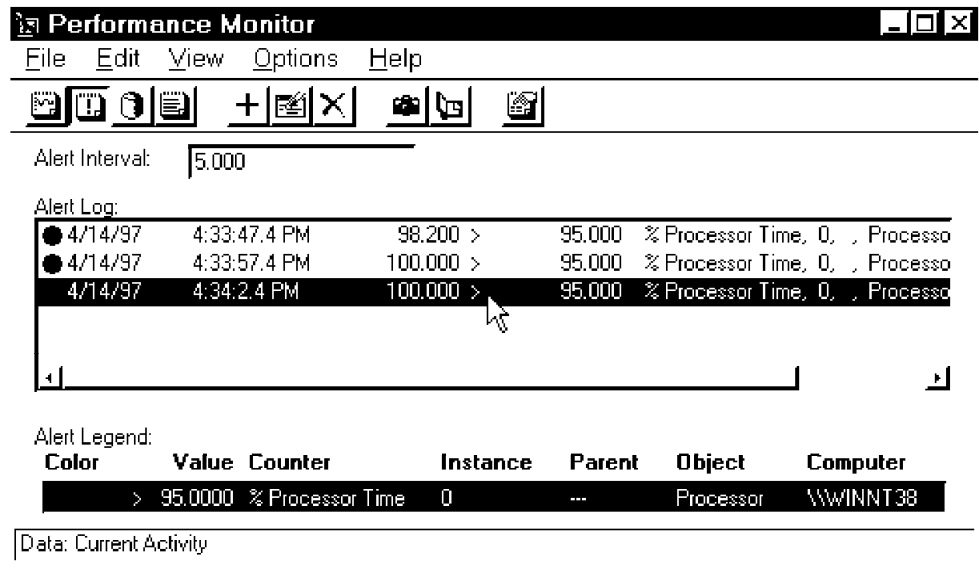 Performance Monitor
File Edit View Options Help
Alert Interval: 5.000
Alert Log:
4/14/97 4:33:47.4 PM 98.200 > 95.000 % Processor Time, 0, , Processo
4/14/97 4:33:57.4 PM 100.000 > 95.000 % Processor Time, 0, , Processo
4/14/97 4:34:2.4 PM 100.000 > 95.000 % Processor Time, 0, , Processo
Alert Legend:
Color Value Counter Instance Parent Object Computer
> 95.0000 % Processor Time 0 --- Processor \\WINNT38
Data: Current Activity